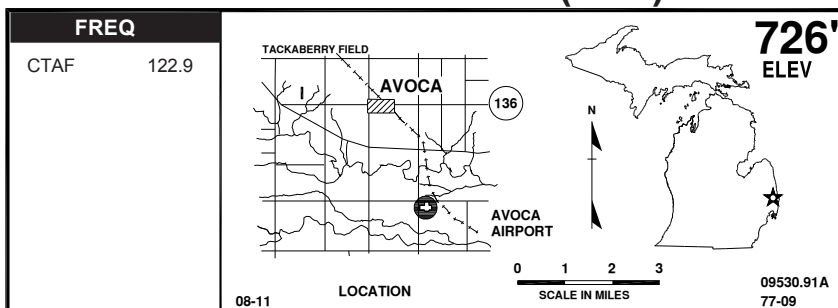 FREQ
CTAF 122.9
TACKABERRY FIELD
AVOCA
136
AVOCA
AIRPORT
LOCATION
08-11
N
726'
ELEV
0 1 2 3
SCALE IN MILES
09530.91A
77-09